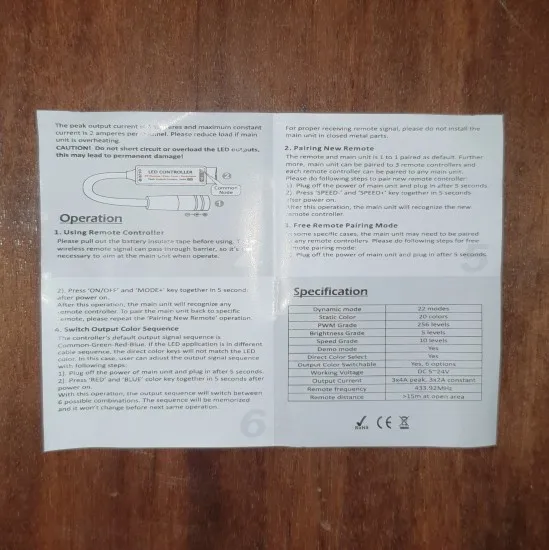 The peak output current is amperes and maximum constant
current is 2 amperes per channel. Please reduce load if main
unit is overheating.
CAUTION! Do not short circuit or overload the LED outputs,
this may lead to permanent damage!
LED CONTROLLER
②
Common
Node
①
Operation
1. Using Remote Controller
Please pull out the battery insulate tape before using. The
wireless remote signal can pass through barrier, so it's not
necessary to aim at the main unit when operate.
For proper receiving remote signal, please do not install the
main unit in closed metal parts.
2. Pairing New Remote
The remote and main unit is 1 to 1 paired as default. Further
more, main unit can be paired to 3 remote controllers and
each remote controller can be paired to any main unit.
Please do following steps to pair new remote controller:
1). Plug off the power of main unit and plug in after 5 seconds.
2). Press 'SPEED-' and 'SPEED+' key together in 5 seconds
after power on.
After this operation, the main unit will recognize the new
remote controller.
3. Free Remote Pairing Mode
In some specific cases, the main unit may need to be paired
to any remote controllers. Please do following steps for free
remote pairing mode:
1). Plug off the power of main unit and plug in after 5 seconds.
5
2). Press 'ON/OFF' and 'MODE+' key together in 5 seconds
after power on.
After this operation, the main unit will recognize any
remote controller. To pair the main unit back to specific
remote, please repeat the 'Pairing New Remote' operation.
4. Switch Output Color Sequence
The controller's default output signal sequence is
Common-Green-Red-Blue. If the LED application is in different
cable sequence, the direct color key will not match the LED
color. In this case, user can adjust the output signal sequence
with following steps:
1). Plug off the power of main unit and plug in after 5 seconds.
2). Press 'RED' and 'BLUE' color key together in 5 seconds after
power on.
With this operation, the output sequence will switch between
6 possible combinations. The sequence will be memorized
and it won't change before next same operation.
6
Specification
Dynamic mode 22 modes
Static Color 20 colors
PWM Grade 256 levels
Brightness Grade 5 levels
Speed Grade 10 levels
Demo mode Yes
Direct Color Select Yes
Output Color Switchable Yes, 6 options
Working Voltage DC 5~24V
Output Current 3x4A peak, 3x2A constant
Remote frequency 433.92MHz
Remote distance >15m at open area
RoHS CE